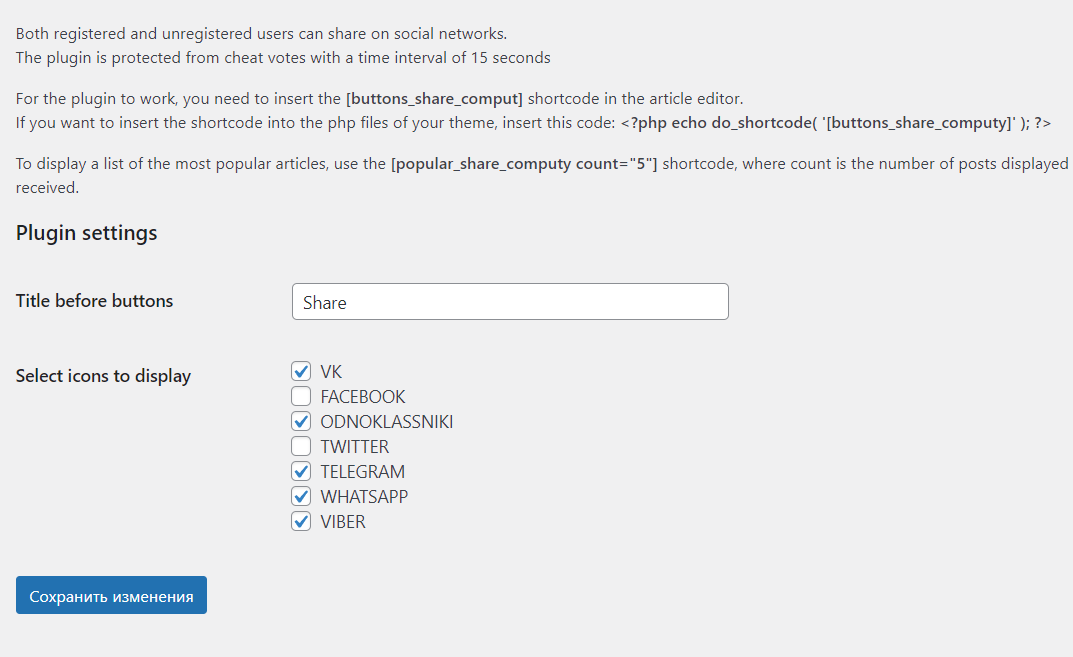 Both registered and unregistered users can share on social networks.
The plugin is protected from cheat votes with a time interval of 15 seconds
For the plugin to work, you need to insert the [buttons_share_comput] shortcode in the article editor.
If you want to insert the shortcode into the php files of your theme, insert this code: <?php echo do_shortcode( '[buttons_share_computy]' ); ?>
To display a list of the most popular articles, use the [popular_share_computy count="5"] shortcode, where count is the number of posts displayed
received.
Plugin settings
Title before buttons
Share
Select icons to display
VK
FACEBOOK
ODNOKLASSNIKI
TWITTER
TELEGRAM
WHATSAPP
VIBER
Сохранить изменения